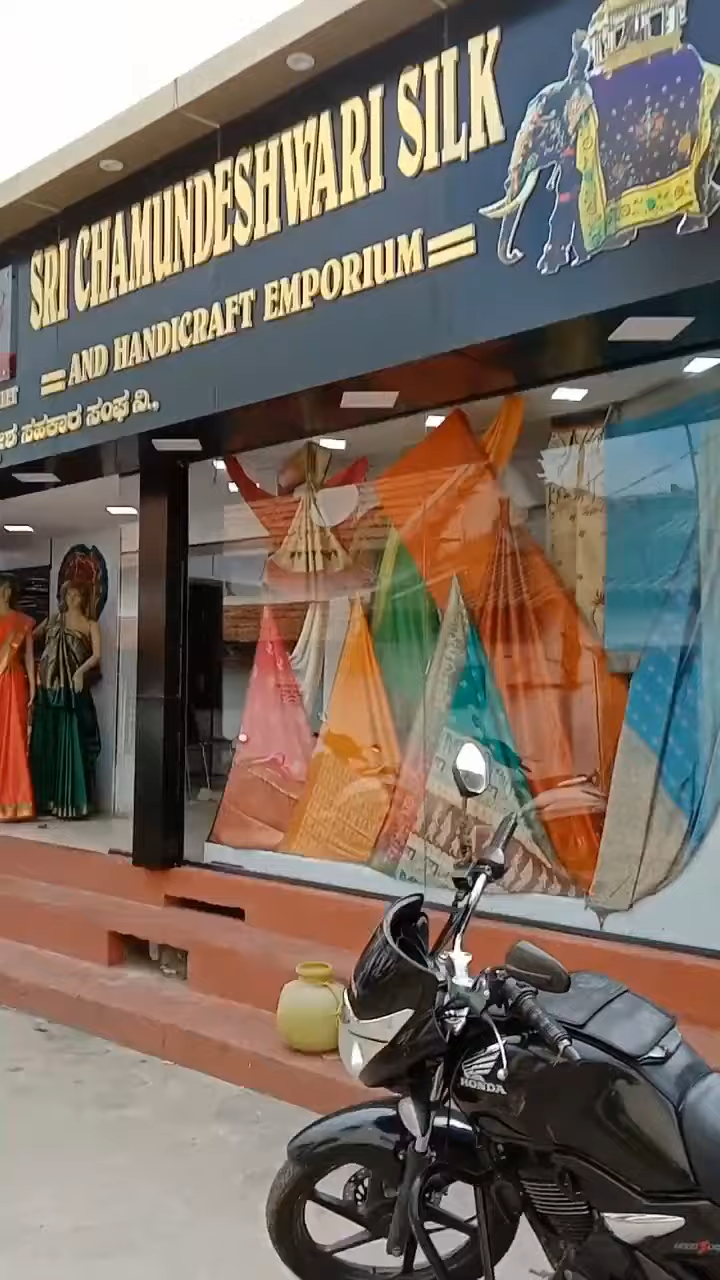 SRI CHAMUNDESHWARI SILK
AND HANDICRAFT EMPORIUM
ಸಹಕಾರ ಸಂಘ ನಿ.,
HONDA